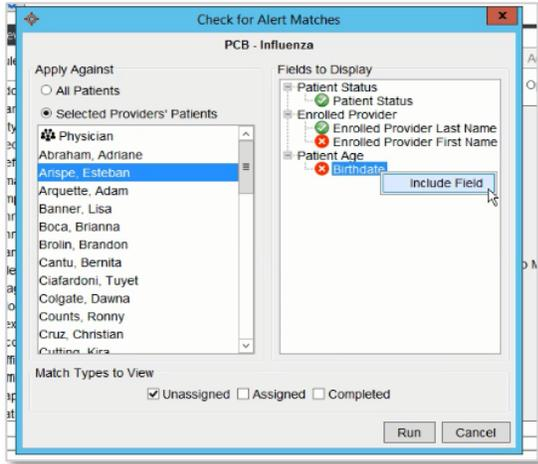 Check for Alert Matches
x
PCB - Influenza
Apply Against
All Patients
Selected Providers' Patients
Physician
Abraham, Adriane
Arispe, Esteban
Arquette, Adam
Banner, Lisa
Boca, Brianna
Brolin, Brandon
Cantu, Bernita
Ciafardoni, Tuyet
Colgate, Dawna
Counts, Ronny
Cruz, Christian
Cutting, Kira
Fields to Display
Patient Status
Patient Status
Enrolled Provider
Enrolled Provider Last Name
Enrolled Provider First Name
Patient Age
Birthdate
Include Field
Match Types to View
Unassigned Assigned Completed
Run Cancel